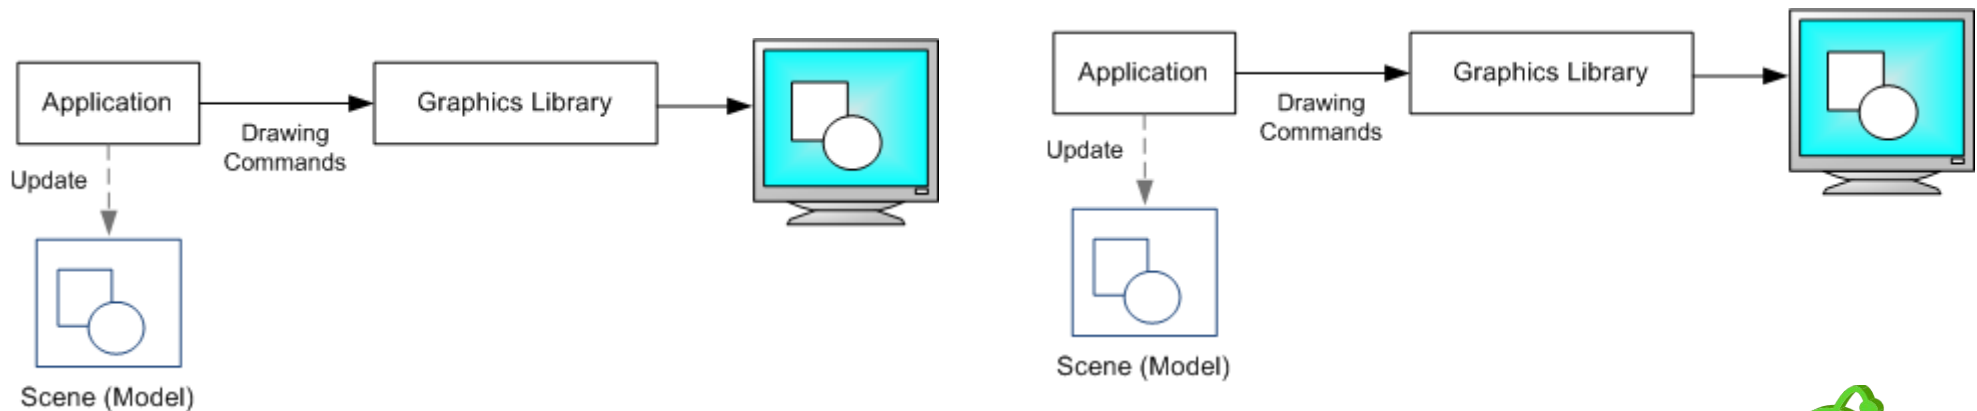 Application
Drawing
Commands
Graphics Library
Update
Scene (Model)
Application
Drawing
Commands
Graphics Library
Update
Scene (Model)